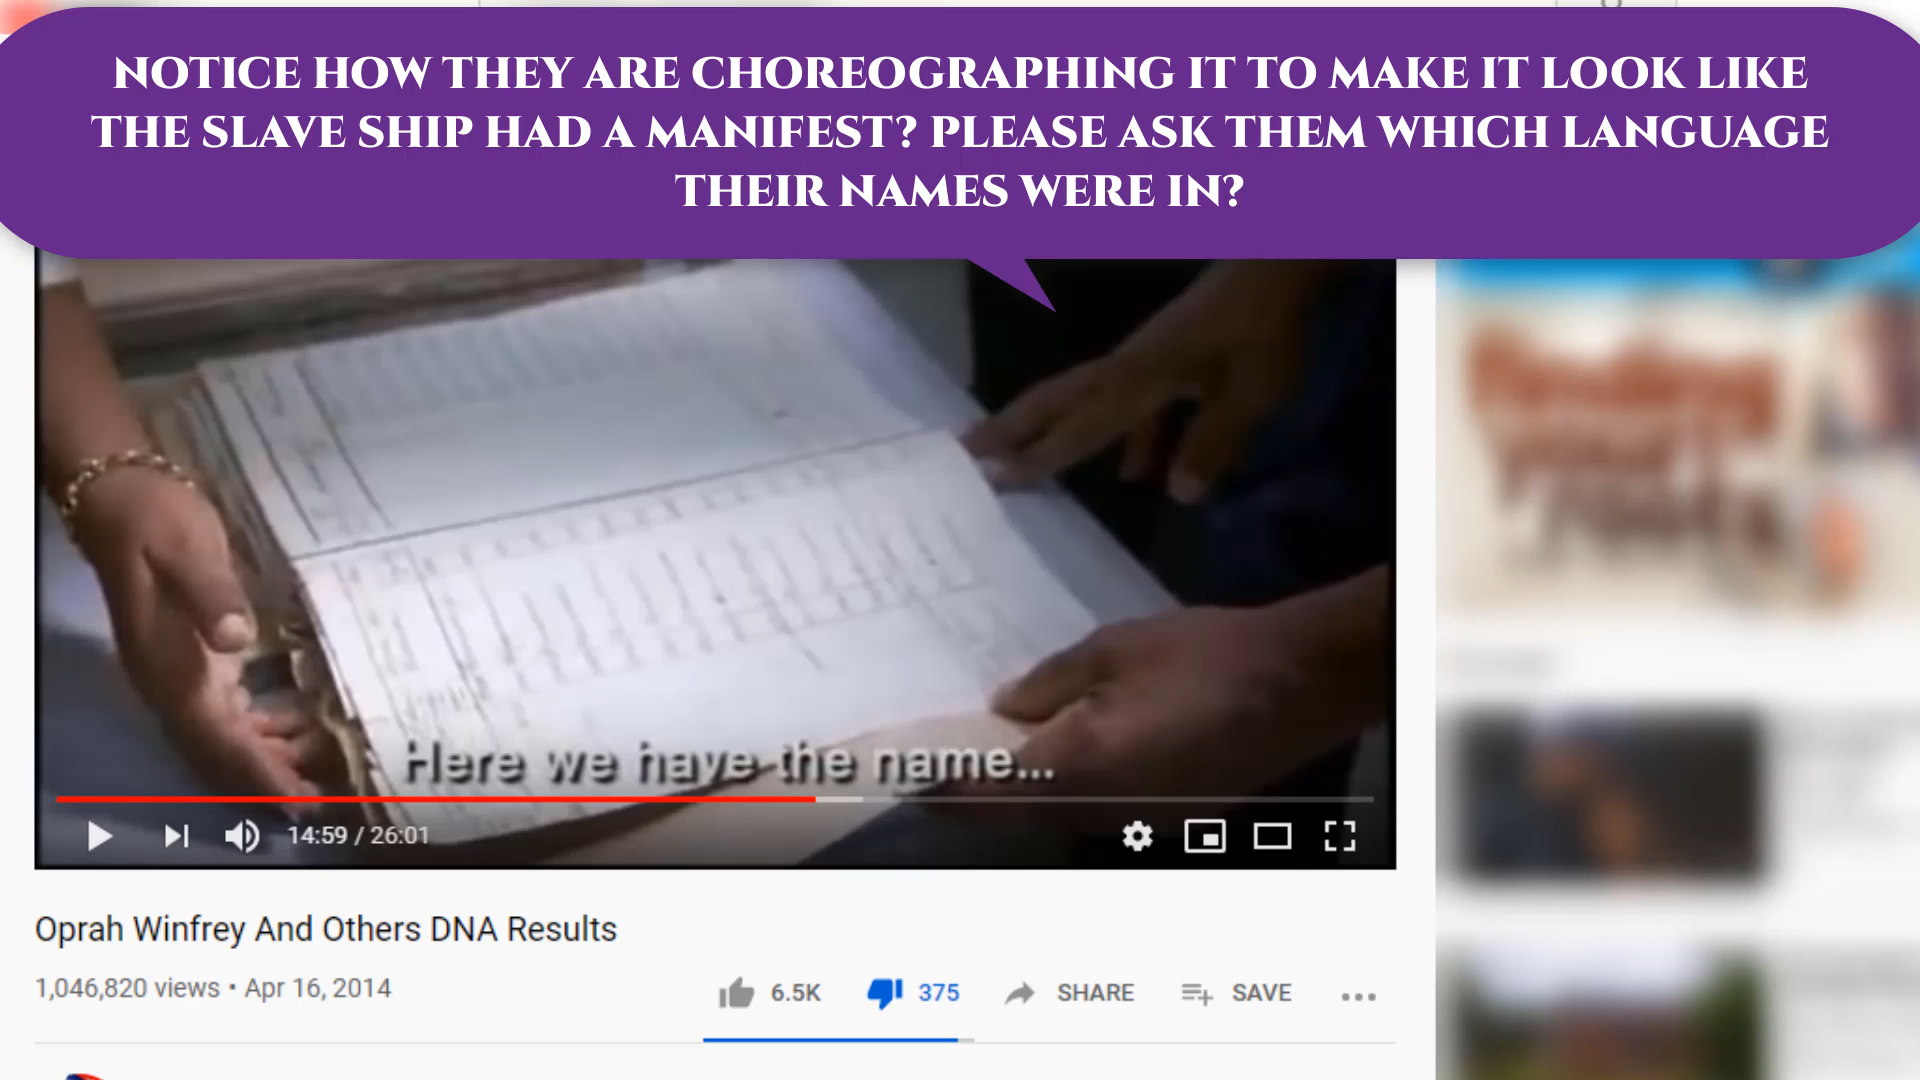 NOTICE HOW THEY ARE CHOREOGRAPHING IT TO MAKE IT LOOK LIKE
THE SLAVE SHIP HAD A MANIFEST? PLEASE ASK THEM WHICH LANGUAGE
THEIR NAMES WERE IN?
Here we have the name...
14:59 / 26:01
Oprah Winfrey And Others DNA Results
1,046,820 views • Apr 16, 2014
6.5K 375 SHARE SAVE